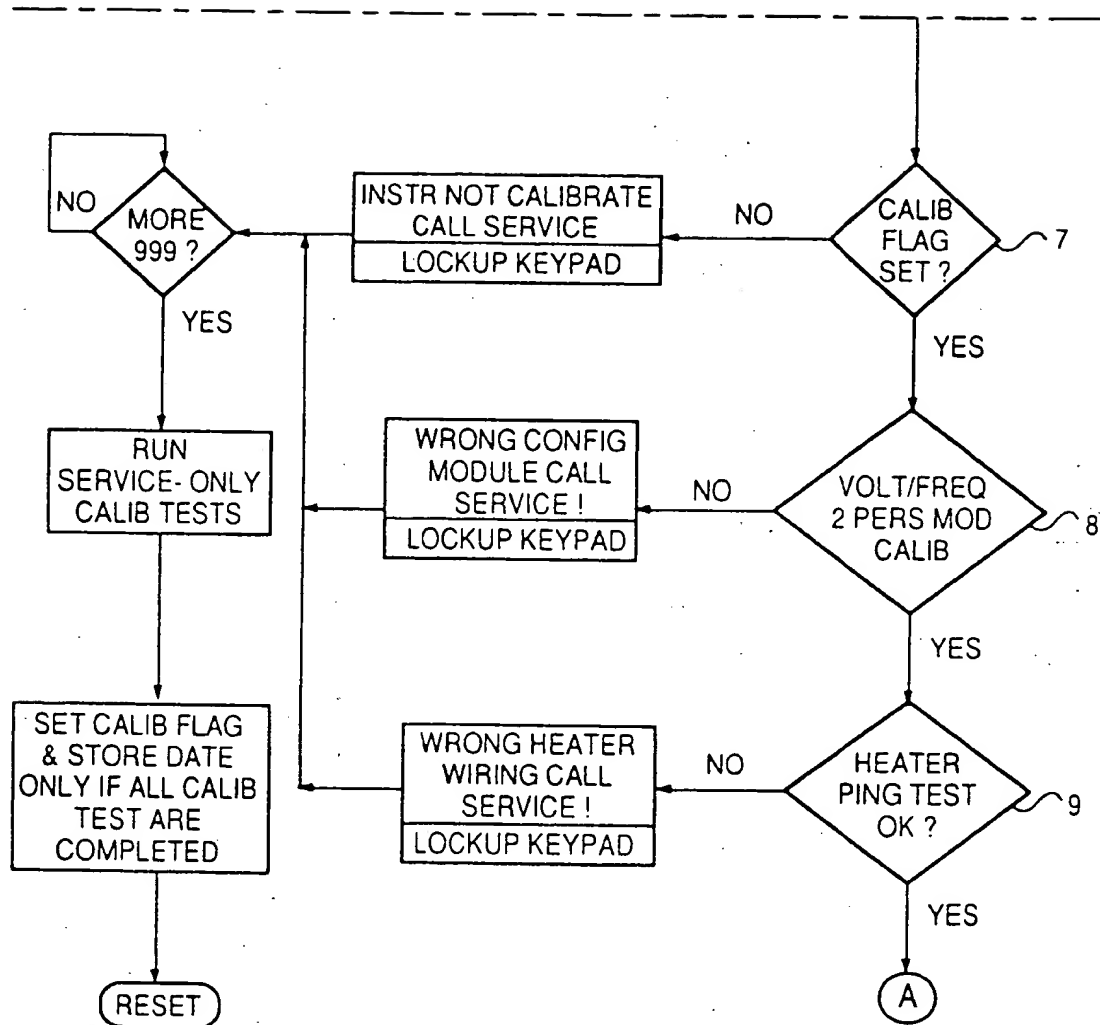 NO
MORE
999 ?
YES
INSTR NOT CALIBRATE
CALL SERVICE
LOCKUP KEYPAD
NO
CALIB
FLAG
SET ?
7
YES
RUN
SERVICE- ONLY
CALIB TESTS
WRONG CONFIG
MODULE CALL
SERVICE !
LOCKUP KEYPAD
NO
VOLT/FREQ
2 PERS MOD
CALIB
8
YES
SET CALIB FLAG
& STORE DATE
ONLY IF ALL CALIB
TEST ARE
COMPLETED
WRONG HEATER
WIRING CALL
SERVICE !
LOCKUP KEYPAD
NO
HEATER
PING TEST
OK ?
9
YES
RESET
A